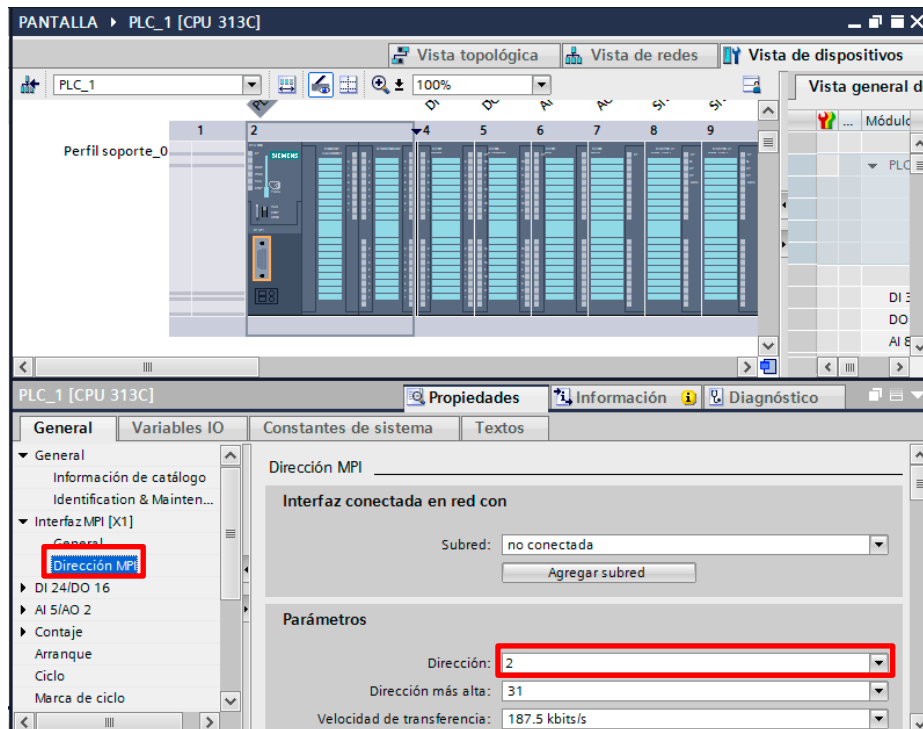 PANTALLA ▸ PLC_1 [CPU 313C]
Vista topológica
Vista de redes
Vista de dispositivos
PLC_1
100%
Vista general d
... Módulo
1 2 4 5 6 7 8 9
Perfil soporte_0
SIEMENS
PLC
DI 3
DO
AI 8
PLC_1 [CPU 313C]
Propiedades
Información
Diagnóstico
General
Variables IO
Constantes de sistema
Textos
General
Información de catálogo
Identification & Mainten...
Interfaz MPI [X1]
General
Dirección MPI
DI 24/DO 16
AI 5/AO 2
Contaje
Arranque
Ciclo
Marca de ciclo
Dirección MPI
Interfaz conectada en red con
Subred: no conectada
Agregar subred
Parámetros
Dirección: 2
Dirección más alta: 31
Velocidad de transferencia: 187.5 kbits/s